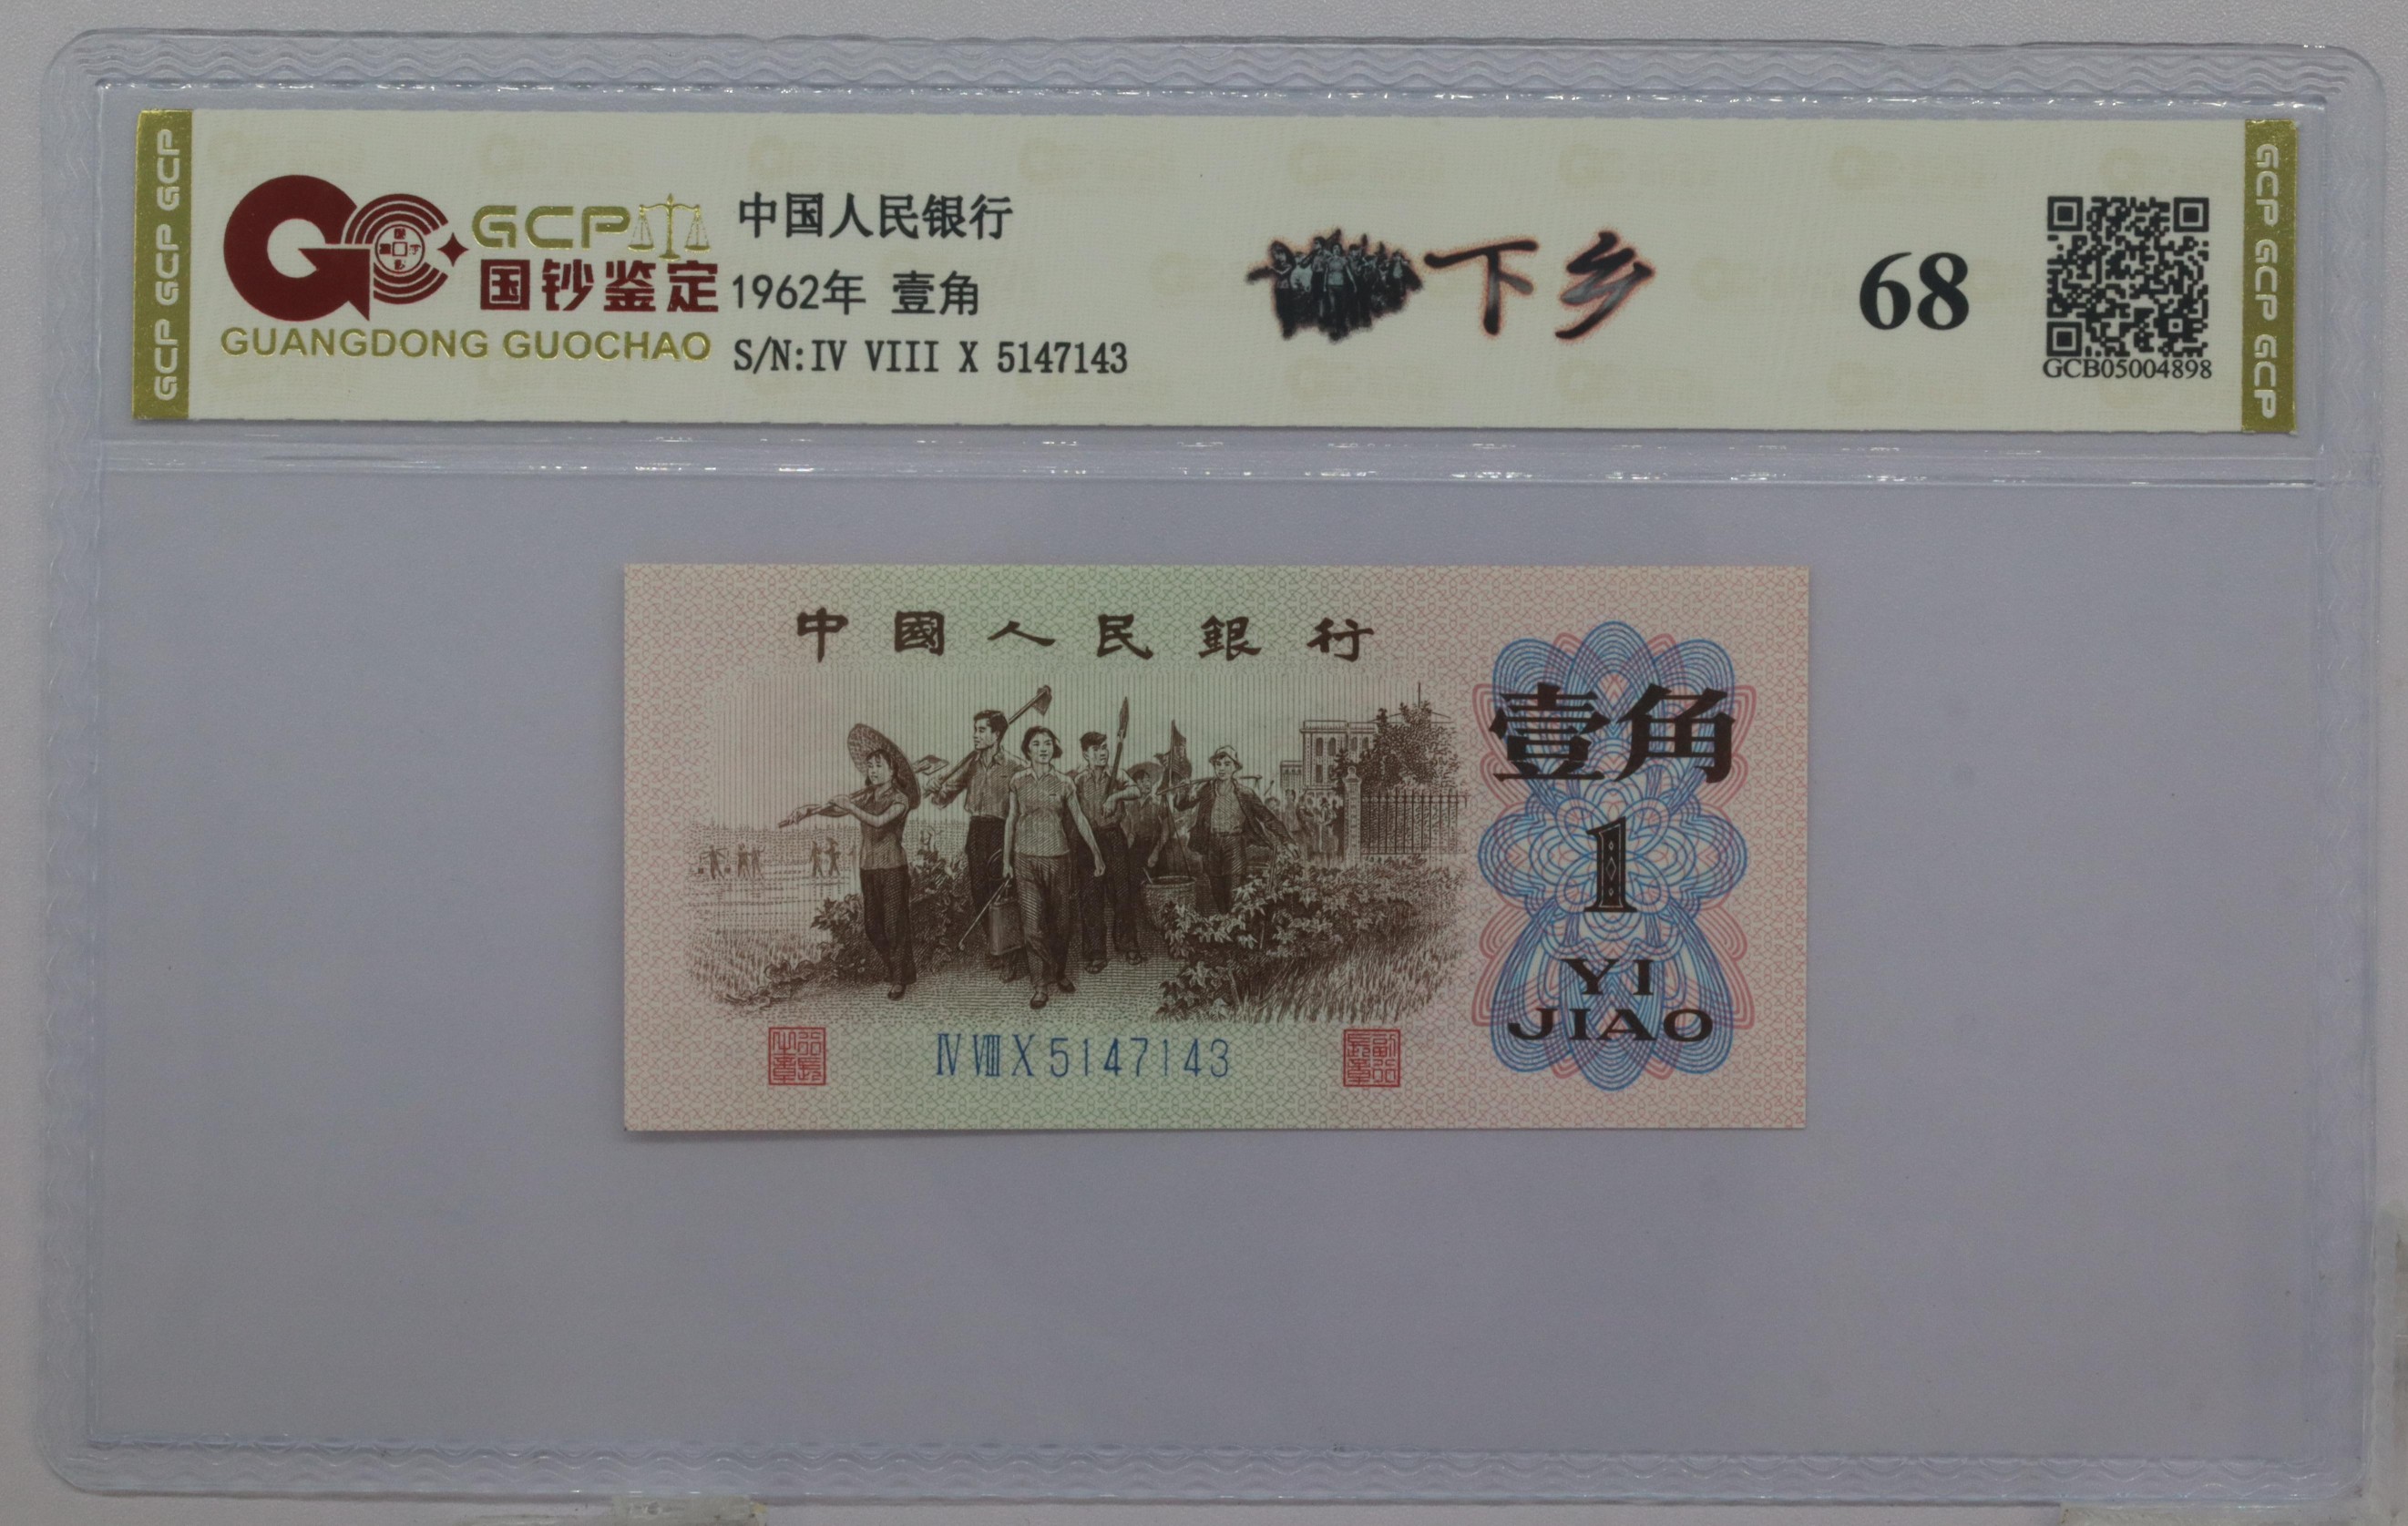 GCP GCP GCP
GCP
国钞鉴定
GUANGDONG GUOCHAO
中国人民银行
1962年 壹角
S/N:IV VIII X 5147143
下乡
68
GCB05004898
GCP GCP GCP
中國人民銀行
壹角
1
YI
JIAO
IV VIII X 5147143